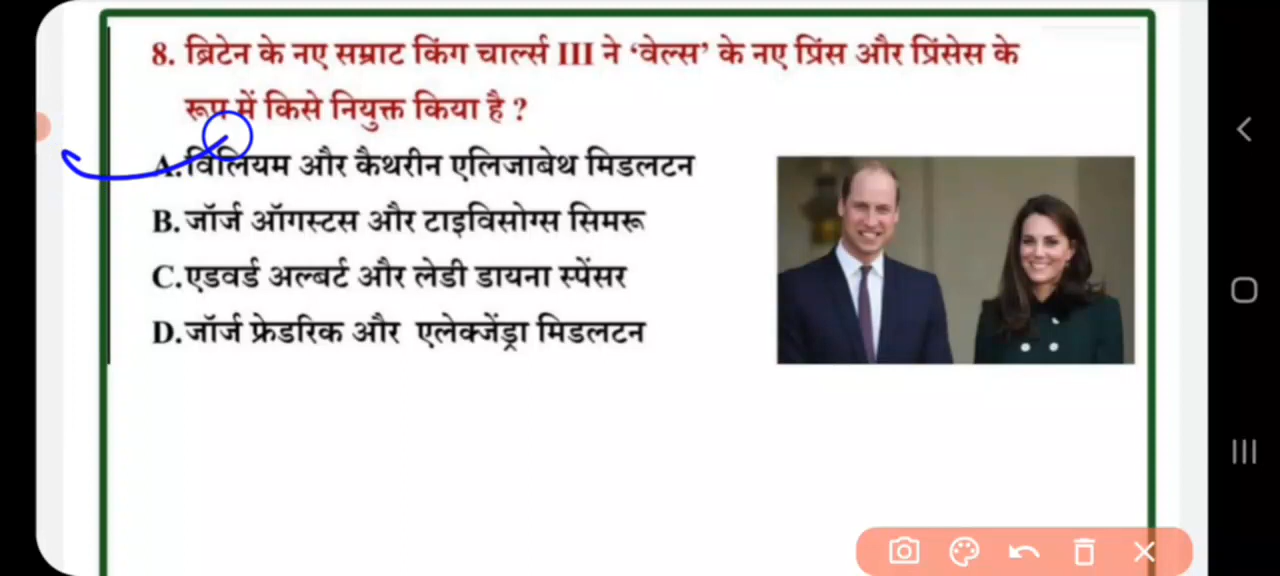 8. ब्रिटेन के नए सम्राट किंग चार्ल्स III ने ‘वेल्स’ के नए प्रिंस और प्रिंसेस के
रूप में किसे नियुक्त किया है ?
A. विलियम और कैथरीन एलिजाबेथ मिडलटन
B. जॉर्ज ऑगस्टस और टाइविसोग्स सिमरू
C. एडवर्ड अल्बर्ट और लेडी डायना स्पेंसर
D. जॉर्ज फ्रेडरिक और एलेक्जेंड्रा मिडलटन